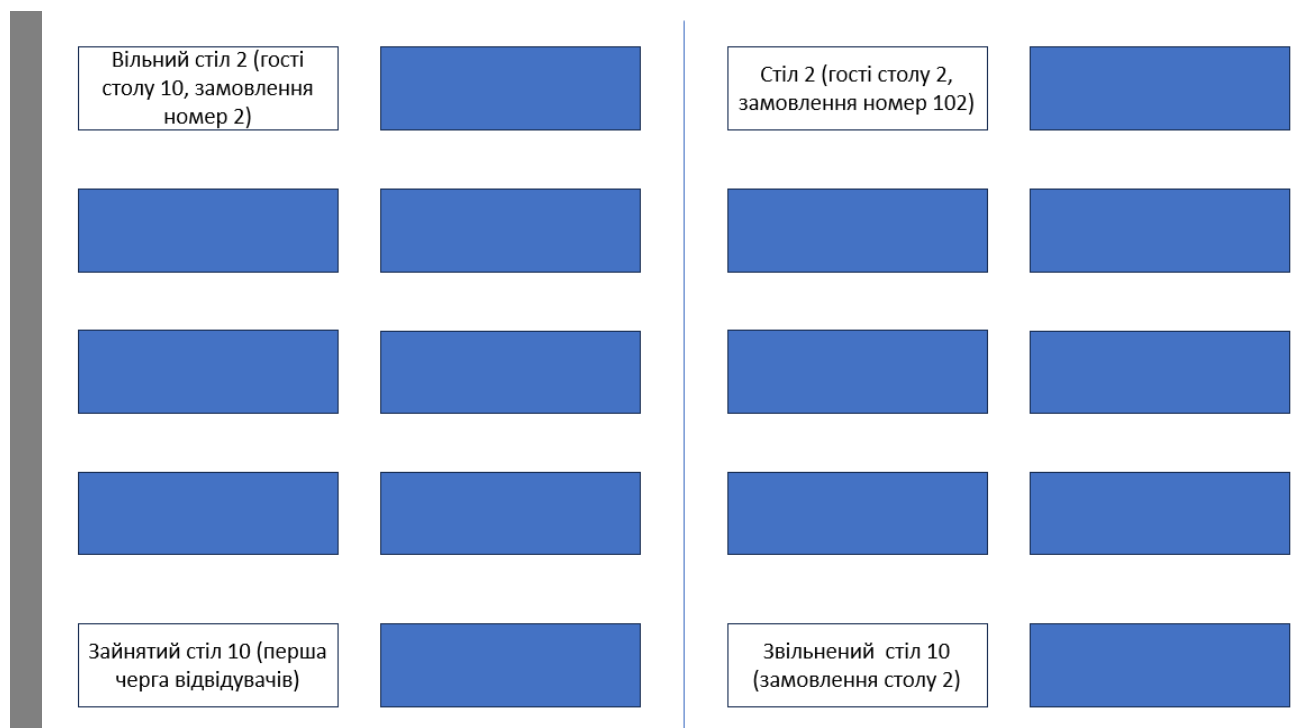 Вільний стіл 2 (гості
столу 10, замовлення
номер 2)
Стіл 2 (гості столу 2,
замовлення номер 102)
Зайнятий стіл 10 (перша
черга відвідувачів)
Звільнений  стіл 10
(замовлення столу 2)